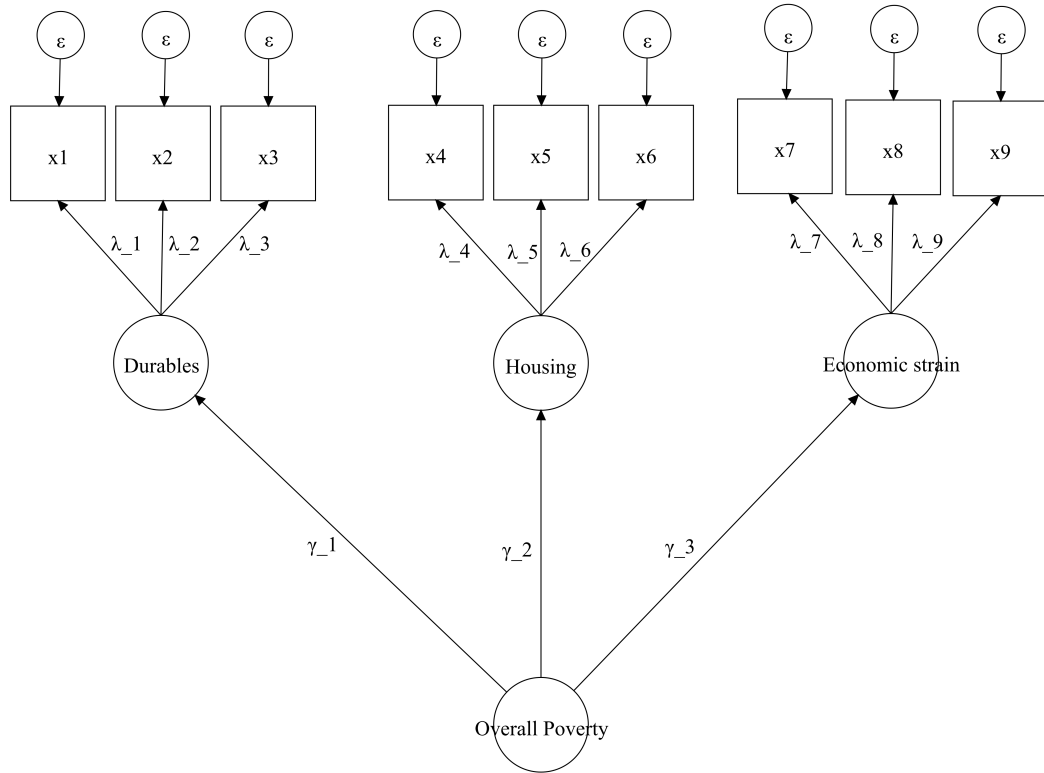 ε ε ε ε ε ε ε ε ε
x1 x2 x3 x4 x5 x6 x7 x8 x9
λ_1 λ_2 λ_3 λ_4 λ_5 λ_6 λ_7 λ_8 λ_9
Durables Housing Economic strain
γ_1 γ_2 γ_3
Overall Poverty